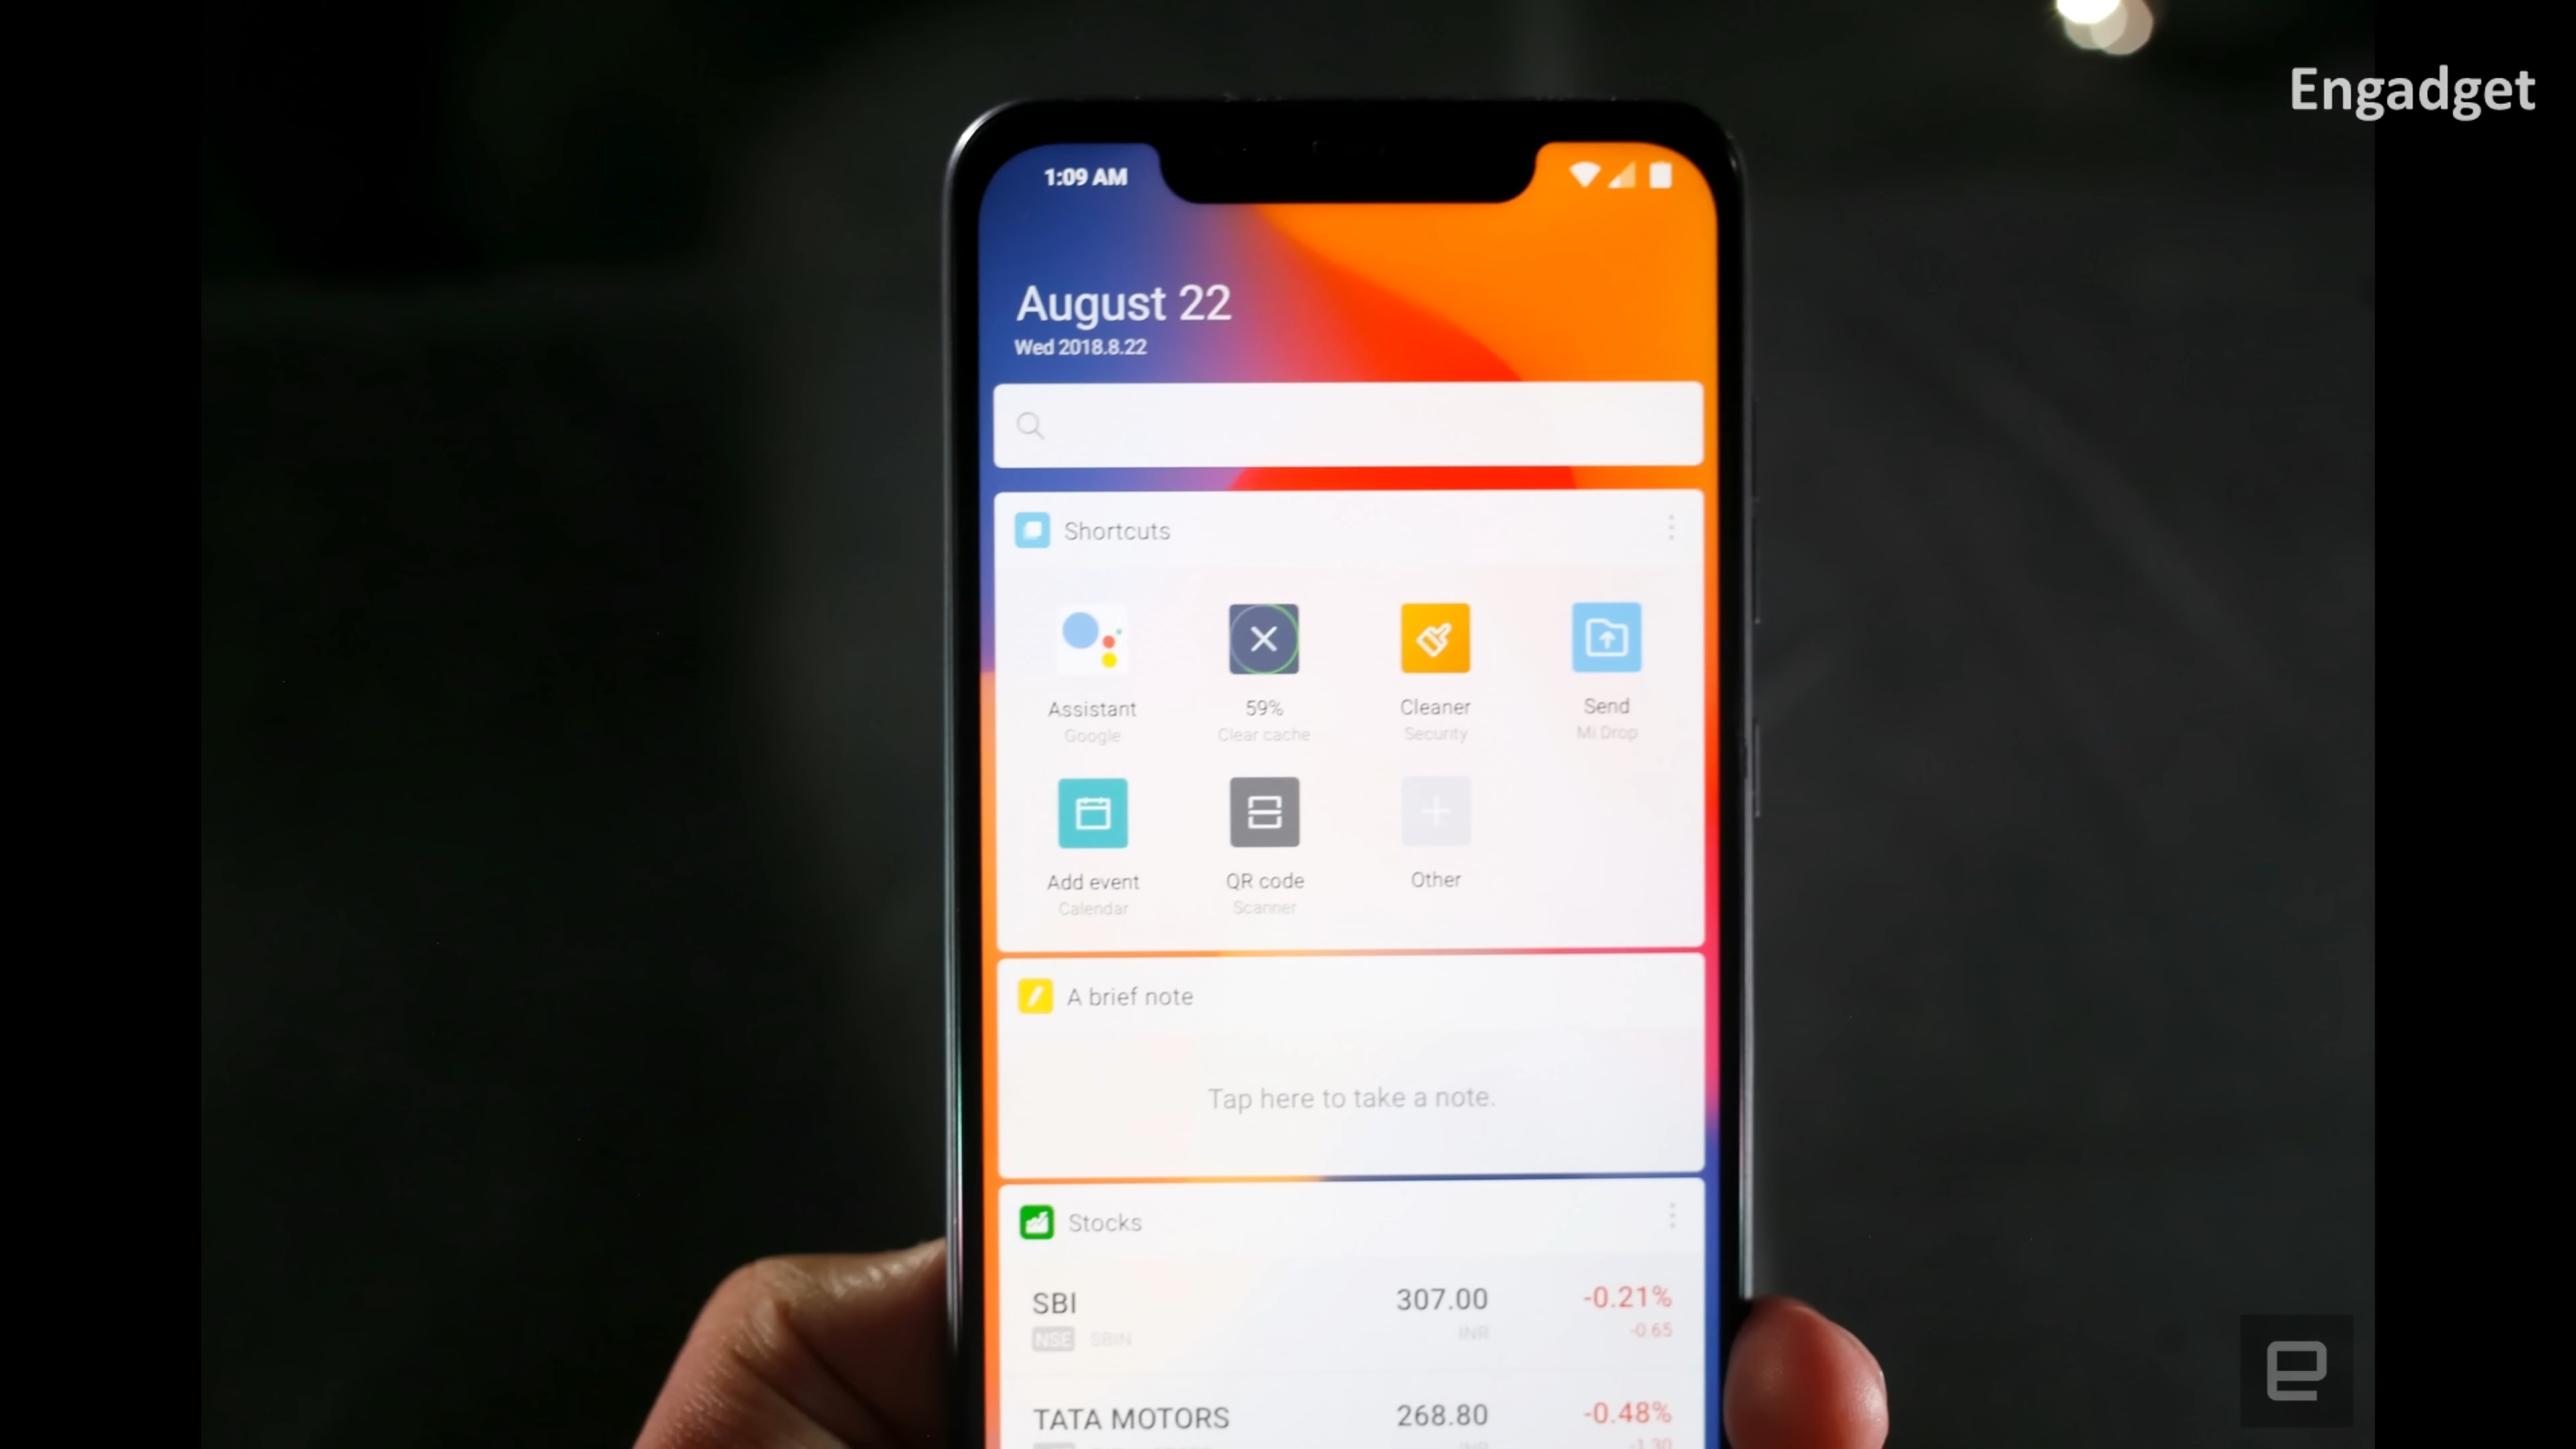 Engadget
1:09 AM
August 22
Wed 2018.8.22
Shortcuts
Assistant 59% Cleaner Send
Google Clear cache Security Mi Drop
Add event QR code Other
Calendar Scanner
A brief note
Tap here to take a note.
Stocks
SBI 307.00 -0.21%
NSE SBIN INR -0.65
TATA MOTORS 268.80 -0.48%
-1.30